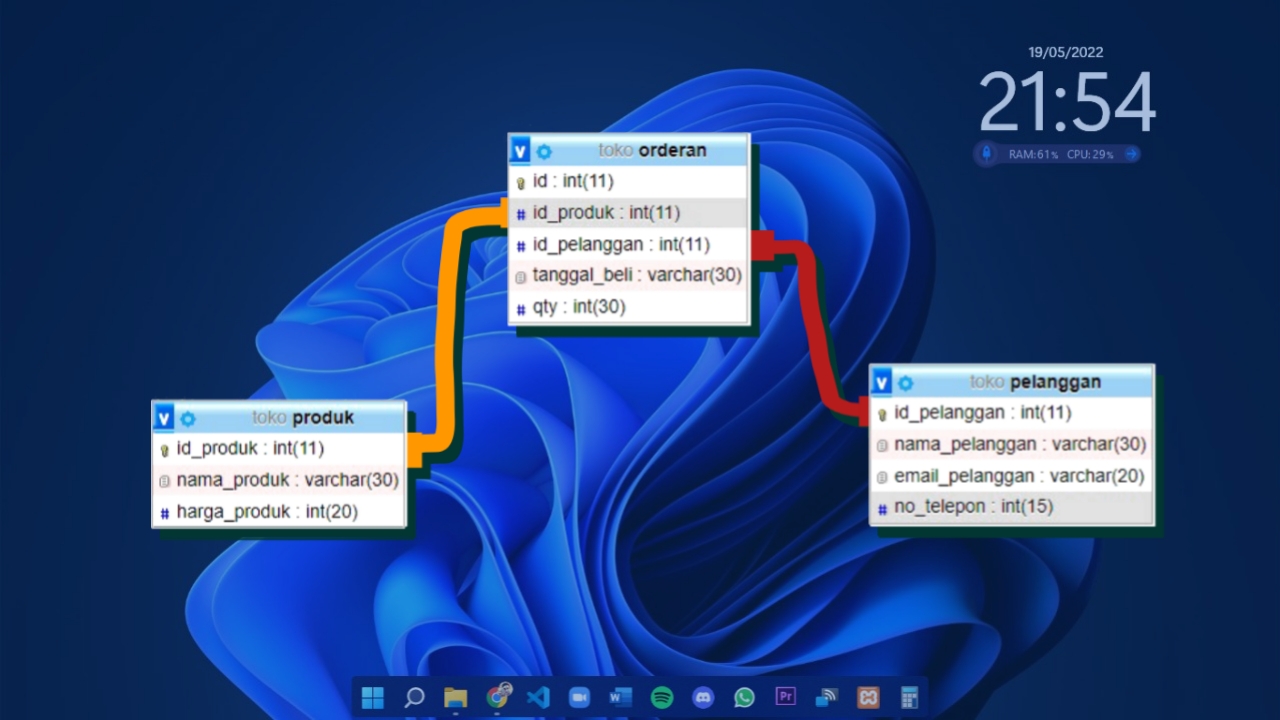 19/05/2022
21:54
RAM:61% CPU:29%
v toko orderan
id : int(11)
# id_produk : int(11)
# id_pelanggan : int(11)
tanggal_beli : varchar(30)
# qty : int(30)
v toko produk
id_produk : int(11)
nama_produk : varchar(30)
# harga_produk : int(20)
v toko pelanggan
id_pelanggan : int(11)
nama_pelanggan : varchar(30)
email_pelanggan : varchar(20)
# no_telepon : int(15)
W Pr